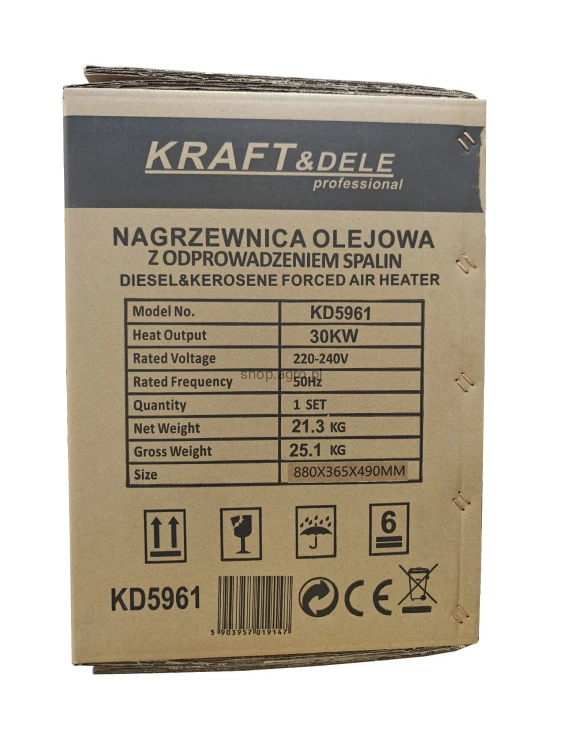 KRAFT&DELE
professional
NAGRZEWNICA OLEJOWA
Z ODPROWADZENIEM SPALIN
DIESEL&KEROSENE FORCED AIR HEATER
Model No. KD5961
Heat Output 30KW
Rated Voltage 220-240V
shop.agro.pl
Rated Frequency 50Hz
Quantity 1 SET
Net Weight 21.3 KG
Gross Weight 25.1 KG
Size 880X365X490MM
6
KD5961
CE
5 903957 019147